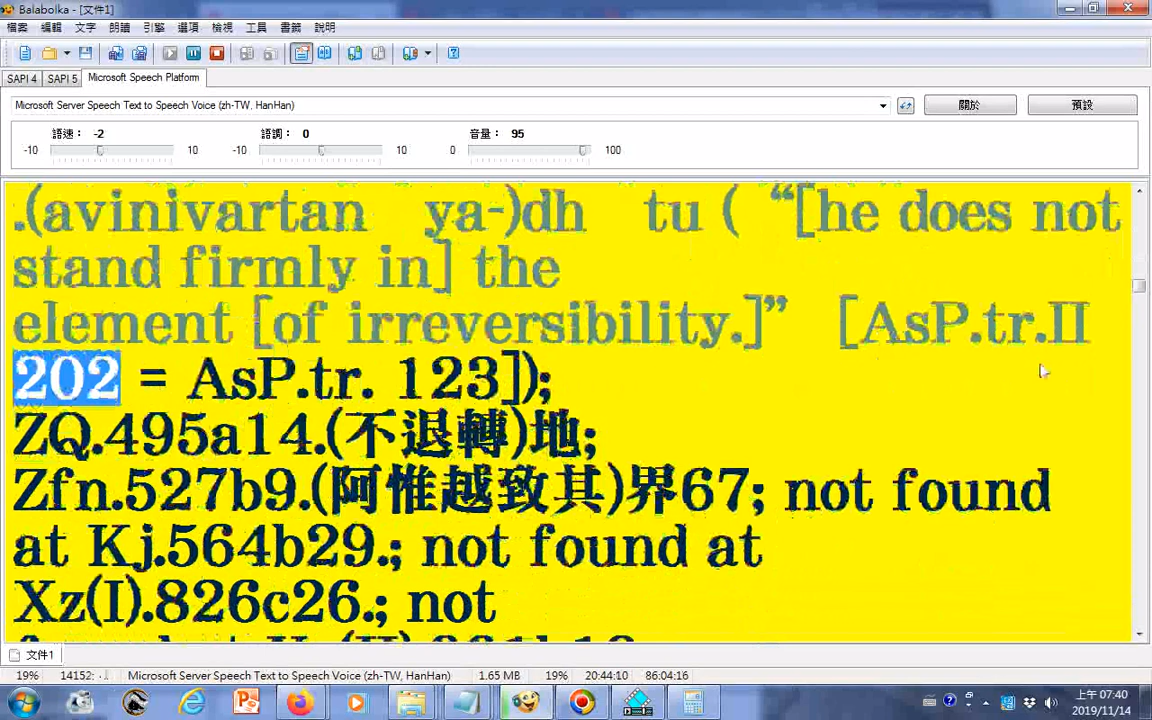 Balabolka - [文件1]
檔案 編輯 文字 朗讀 引擎 選項 檢視 工具 書籤 說明
SAPI 4 SAPI 5 Microsoft Speech Platform
Microsoft Server Speech Text to Speech Voice (zh-TW, HanHan) 關於 預設
語速： -2 語調： 0 音量： 95
-10 10 -10 10 0 100
.(avinivartan ya-)dh tu ( “[he does not
stand firmly in] the
element [of irreversibility.]” [AsP.tr.II
202 = AsP.tr. 123]);
ZQ.495a14.(不退轉)地;
Zfn.527b9.(阿惟越致其)界67; not found
at Kj.564b29.; not found at
Xz(I).826c26.; not
文件1
19% 14152: Microsoft Server Speech Text to Speech Voice (zh-TW, HanHan) 1.65 MB 19% 20:44:10 86:04:16
上午 07:40
2019/11/14